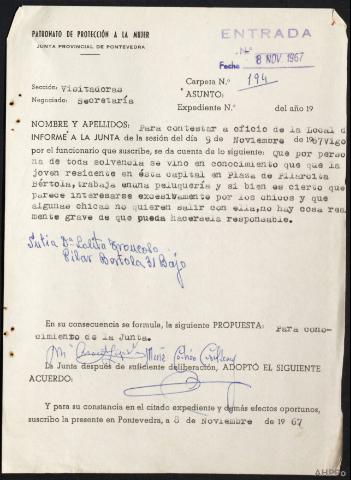 PATRONATO DE PROTECCIÓN A LA MUJER
JUNTA PROVINCIAL DE PONTEVEDRA
ENTRADA
N.º
Fecha 8 NOV. 1967
Sección: Visitadoras
Negociado: Secretaría
Carpeta N.º 194
ASUNTO:
Expediente N.º del año 19
NOMBRE Y APELLIDOS: Para contestar a oficio de la Local d
INFORME A LA JUNTA de la sesión del día 9 de Noviembre de 1967 Vigo
por el funcionario que suscribe, se da cuenta de lo siguiente: Que por perso
na de toda solvencia se vino en conocimiento que la
joven residente en ésta capital en Plaza de Pilarcita
Bértola, trabaja enuna peluquería y si bien es cierto que
parece interesarse excesivamente por los chicos y que
algunas chicas no quieren salir con ella, no hay cosa real
mente grave de que pueda hacersela responsable.
Lolita
Pilar Bertola 31 Bajo
En su consecuencia se formula, la siguiente PROPUESTA: Para cono-
cimiento de la Junta.
La Junta después de suficiente deliberación, ADOPTÓ EL SIGUIENTE
ACUERDO:
Y para su constancia en el citado expediente y demás efectos oportunos,
suscribo la presente en Pontevedra, a 8 de Noviembre de 1967
AHPPo